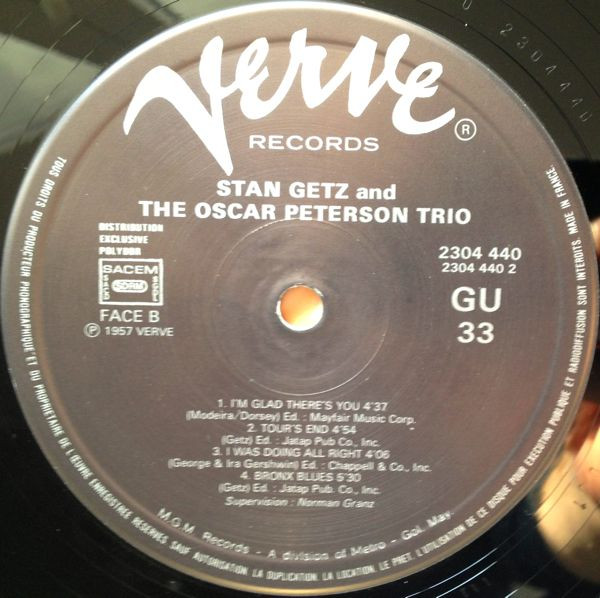 2304440
Verve
®
RECORDS
STAN GETZ and
THE OSCAR PETERSON TRIO
DISTRIBUTION
EXCLUSIVE
POLYDOR
SACEM
SACD
SDRM
SGDL
FACE B
℗ 1957 VERVE
2304 440
2304 440 2
GU
33
1. I'M GLAD THERE'S YOU 4'37
(Modeira/Dorsey) Ed. : Mayfair Music Corp.
2. TOUR'S END 4'54
(Getz) Ed. : Jatap Pub Co., Inc.
3. I WAS DOING ALL RIGHT 4'06
(George & Ira Gershwin) Ed. : Chappell & Co., Inc.
4. BRONX BLUES 5'30
(Getz) Ed. : Jatap Pub. Co., Inc.
Supervision : Norman Granz
M.G.M. Records - A division of Metro - Gol. May.
TOUS DROITS DU PRODUCTEUR PHONOGRAPHIQUE ET DU PROPRIETAIRE DE L'ŒUVRE ENREGISTREE RESERVES SAUF AUTORISATION. LA DUPLICATION, LA LOCATION, LE PRET, L'UTILISATION DE CE DISQUE POUR EXECUTION PUBLIQUE ET RADIODIFFUSION SONT INTERDITS. MADE IN FRANCE.